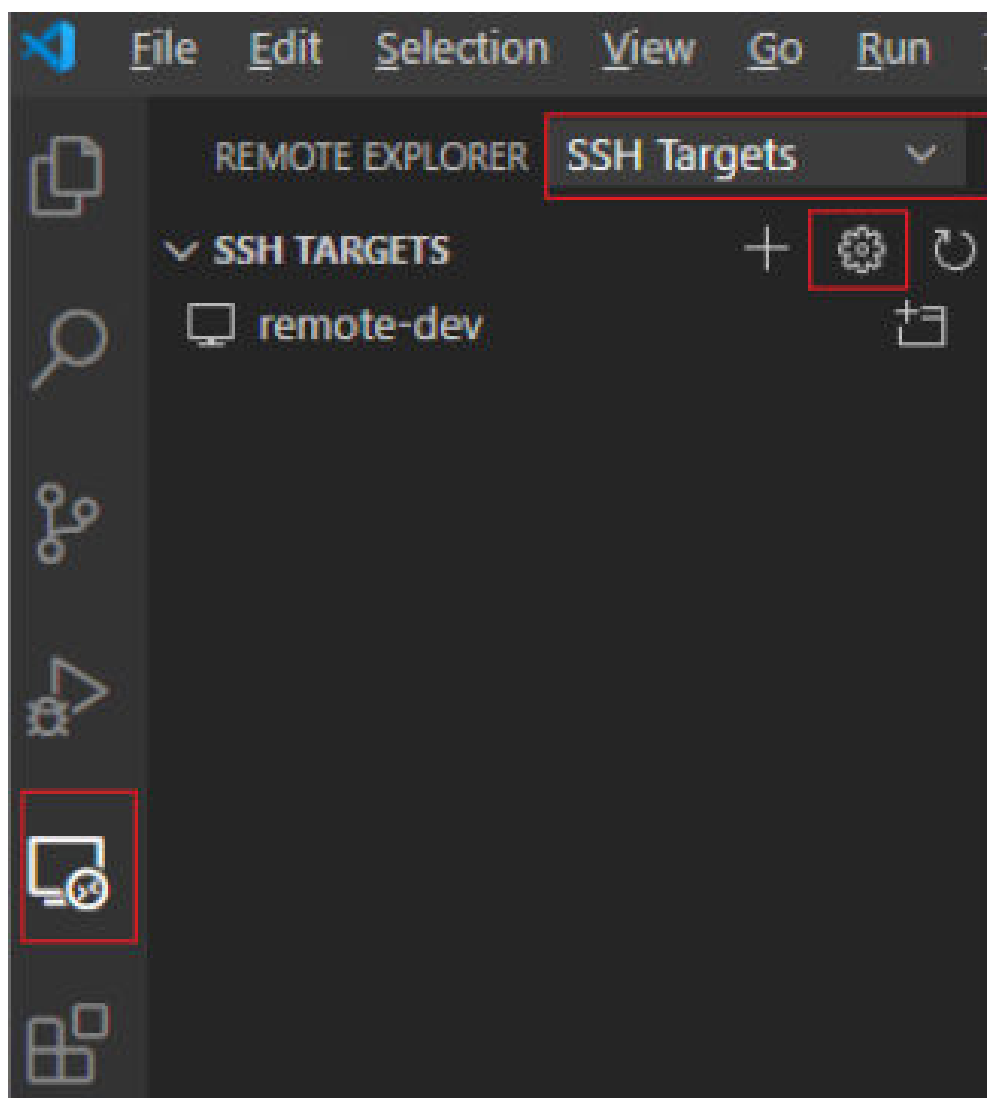 File Edit Selection View Go Run
REMOTE EXPLORER SSH Targets
SSH TARGETS
remote-dev